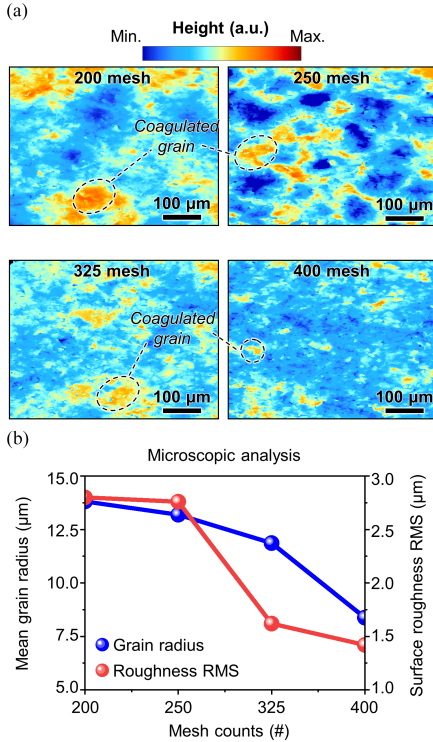 (a)
Height (a.u.)
Min.
Max.
200 mesh
250 mesh
Coagulated
grain
100 μm
100 μm
325 mesh
400 mesh
Coagulated
grain
100 μm
100 μm
(b)
Microscopic analysis
Mean grain radius (μm)
15.0
12.5
10.0
7.5
5.0
Surface roughness RMS (μm)
3.0
2.5
2.0
1.5
1.0
Grain radius
Roughness RMS
200
250
325
400
Mesh counts (#)